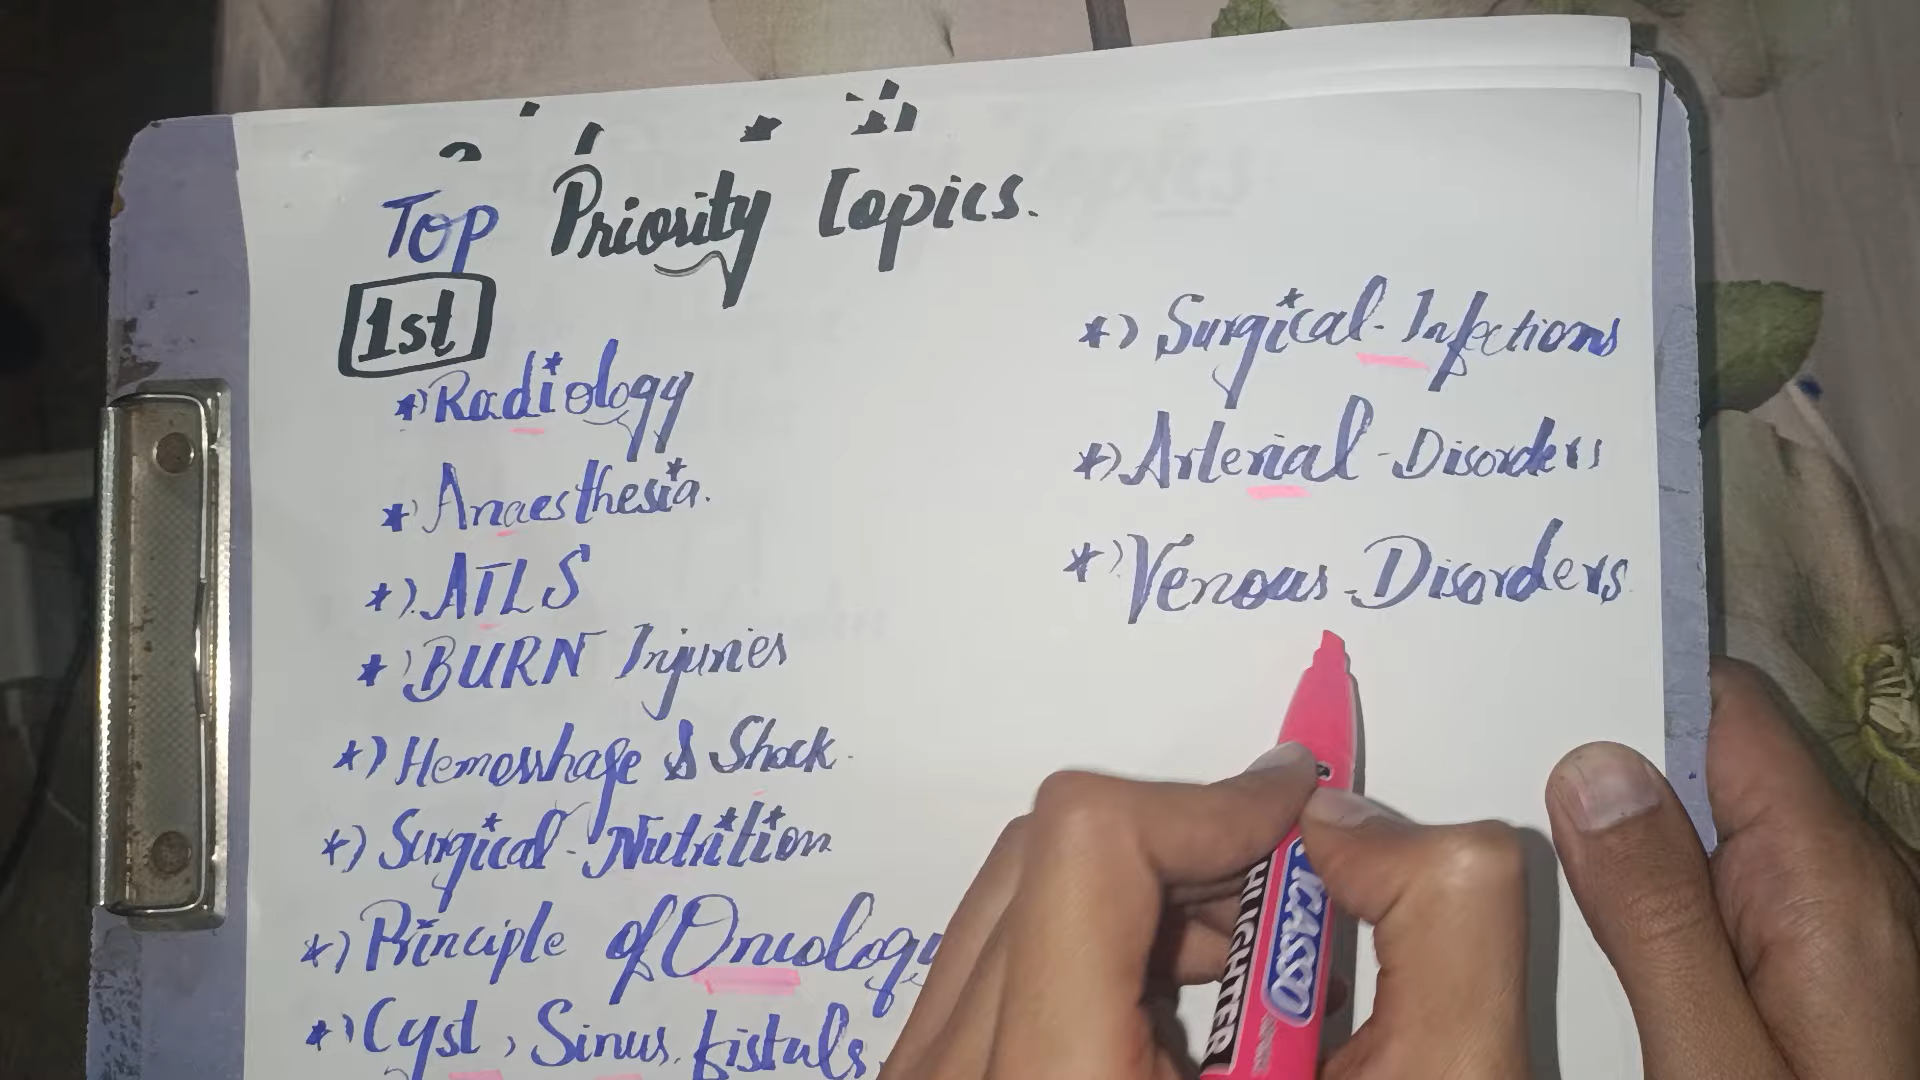 Top Priority Topics.
1st
*) Radiology
*) Anaesthesia.
*) ATLS
*) BURN Injuries
*) Hemorrhage & Shock.
*) Surgical-Nutrition
*) Principle of Oncology
*) Cyst, Sinus, fistula,
*) Surgical-Infections
*) Arterial-Disorders
*) Venous-Disorders
PICASSO
HIGHLIGHTER